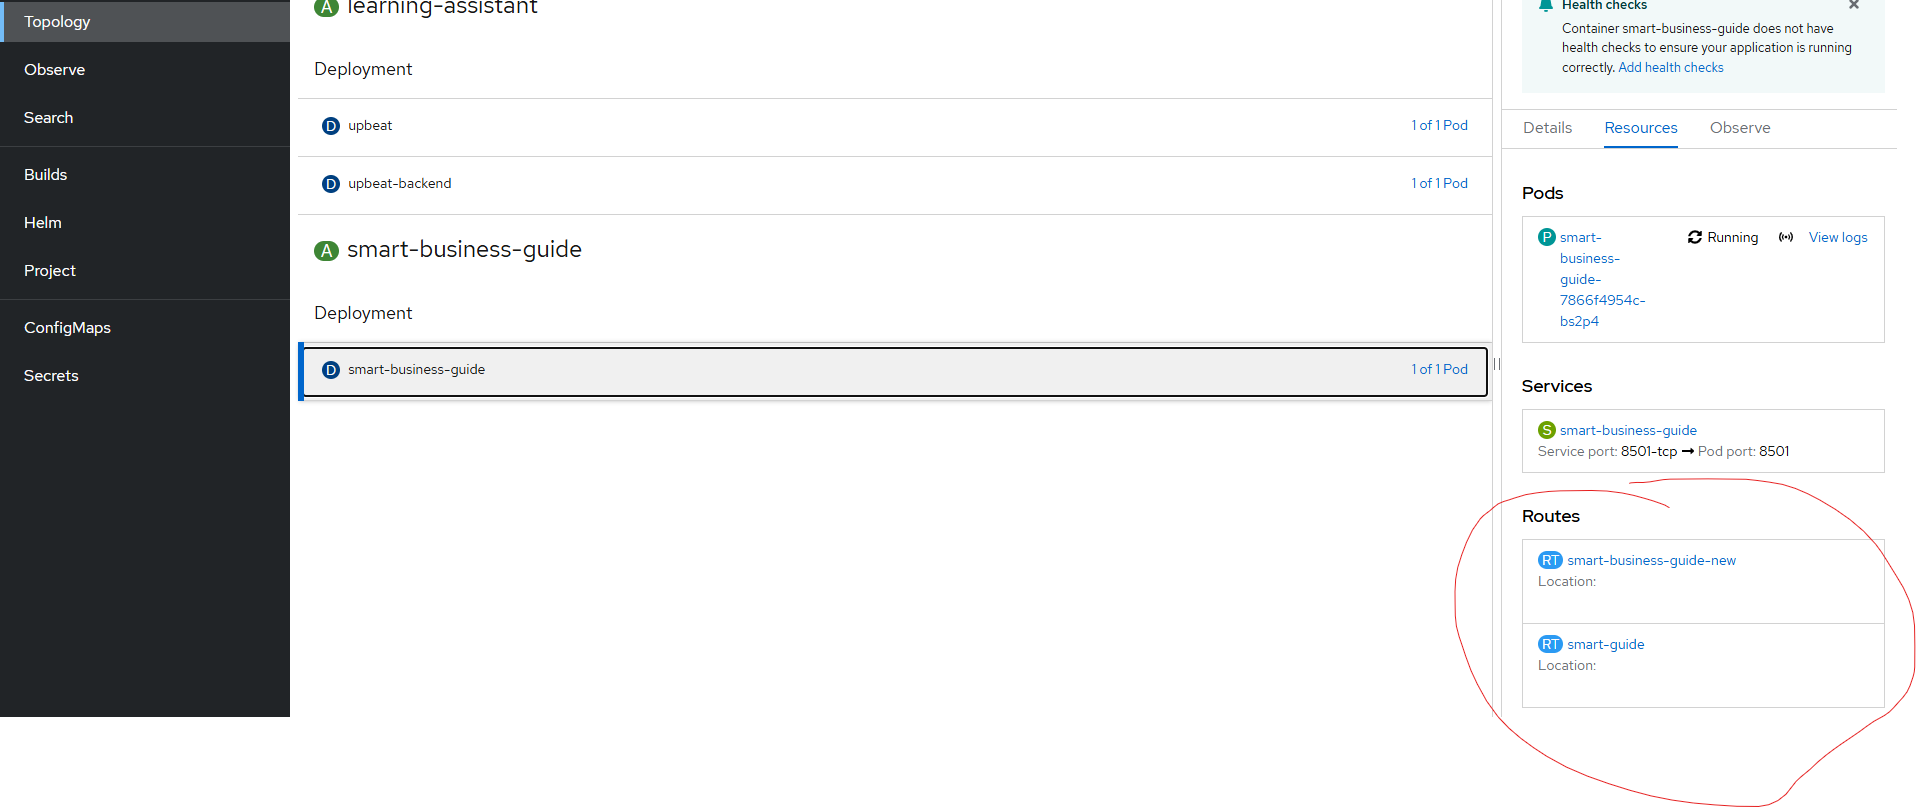 Topology
Observe
Search
Builds
Helm
Project
ConfigMaps
Secrets
A learning-assistant
Deployment
D upbeat 1 of 1 Pod
D upbeat-backend 1 of 1 Pod
A smart-business-guide
Deployment
D smart-business-guide 1 of 1 Pod
Health checks
Container smart-business-guide does not have
health checks to ensure your application is running
correctly. Add health checks
Details Resources Observe
Pods
P smart-
business-
guide-
7866f4954c-
bs2p4
Running View logs
Services
S smart-business-guide
Service port: 8501-tcp → Pod port: 8501
Routes
RT smart-business-guide-new
Location:
RT smart-guide
Location: